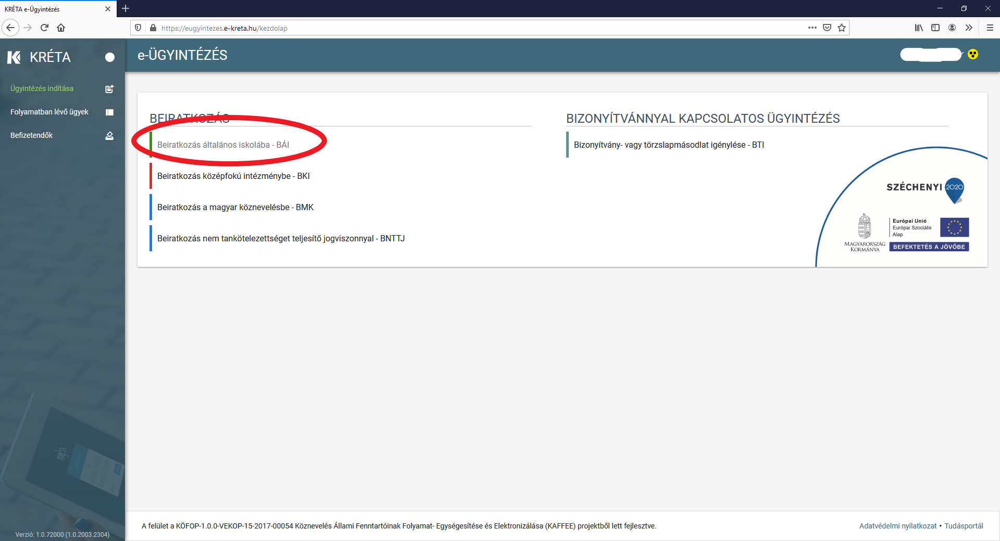 KRÉTA e-Ügyintézés
https://eugyintezes.e-kreta.hu/kezdolap
KRÉTA
e-ÜGYINTÉZÉS
Ügyintézés indítása
Folyamatban lévő ügyek
Befizetendők
BEIRATKOZÁS
Beiratkozás általános iskolába - BÁI
Beiratkozás középfokú intézménybe - BKI
Beiratkozás a magyar köznevelésbe - BMK
Beiratkozás nem tankötelezettséget teljesítő jogviszonnyal - BNTTJ
BIZONYÍTVÁNNYAL KAPCSOLATOS ÜGYINTÉZÉS
Bizonyítvány- vagy törzslapmásodlat igénylése - BTI
SZÉCHENYI 2020
Európai Unió
Európai Szociális
Alap
MAGYARORSZÁG
KORMÁNYA
BEFEKTETÉS A JÖVŐBE
KRÉTA
Verzió: 1.0.72000 (1.0.2003.2304)
A felület a KÖFOP-1.0.0-VEKOP-15-2017-00054 Köznevelés Állami Fenntartóinak Folyamat- Egységesítése és Elektronizálása (KAFFEE) projektből lett fejlesztve.
Adatvédelmi nyilatkozat • Tudásportál